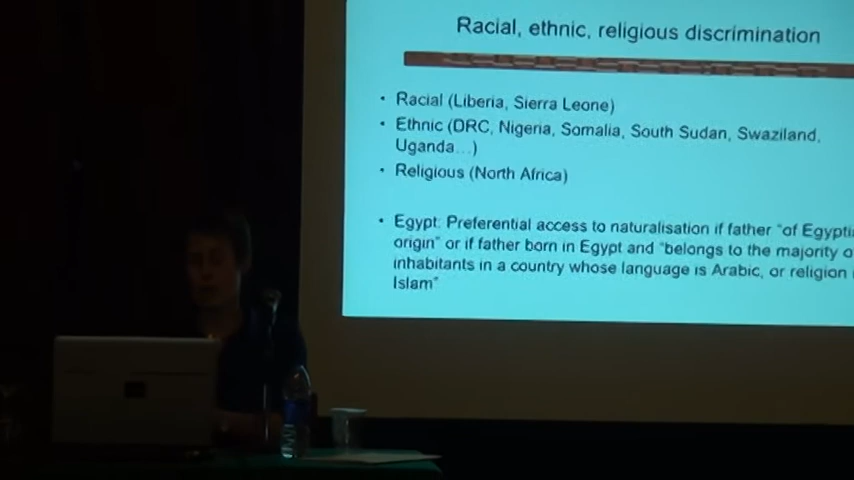 Racial, ethnic, religious discrimination
• Racial (Liberia, Sierra Leone)
• Ethnic (DRC, Nigeria, Somalia, South Sudan, Swaziland,
Uganda…)
• Religious (North Africa)
• Egypt: Preferential access to naturalisation if father “of Egypti
origin” or if father born in Egypt and “belongs to the majority o
inhabitants in a country whose language is Arabic, or religion i
Islam”